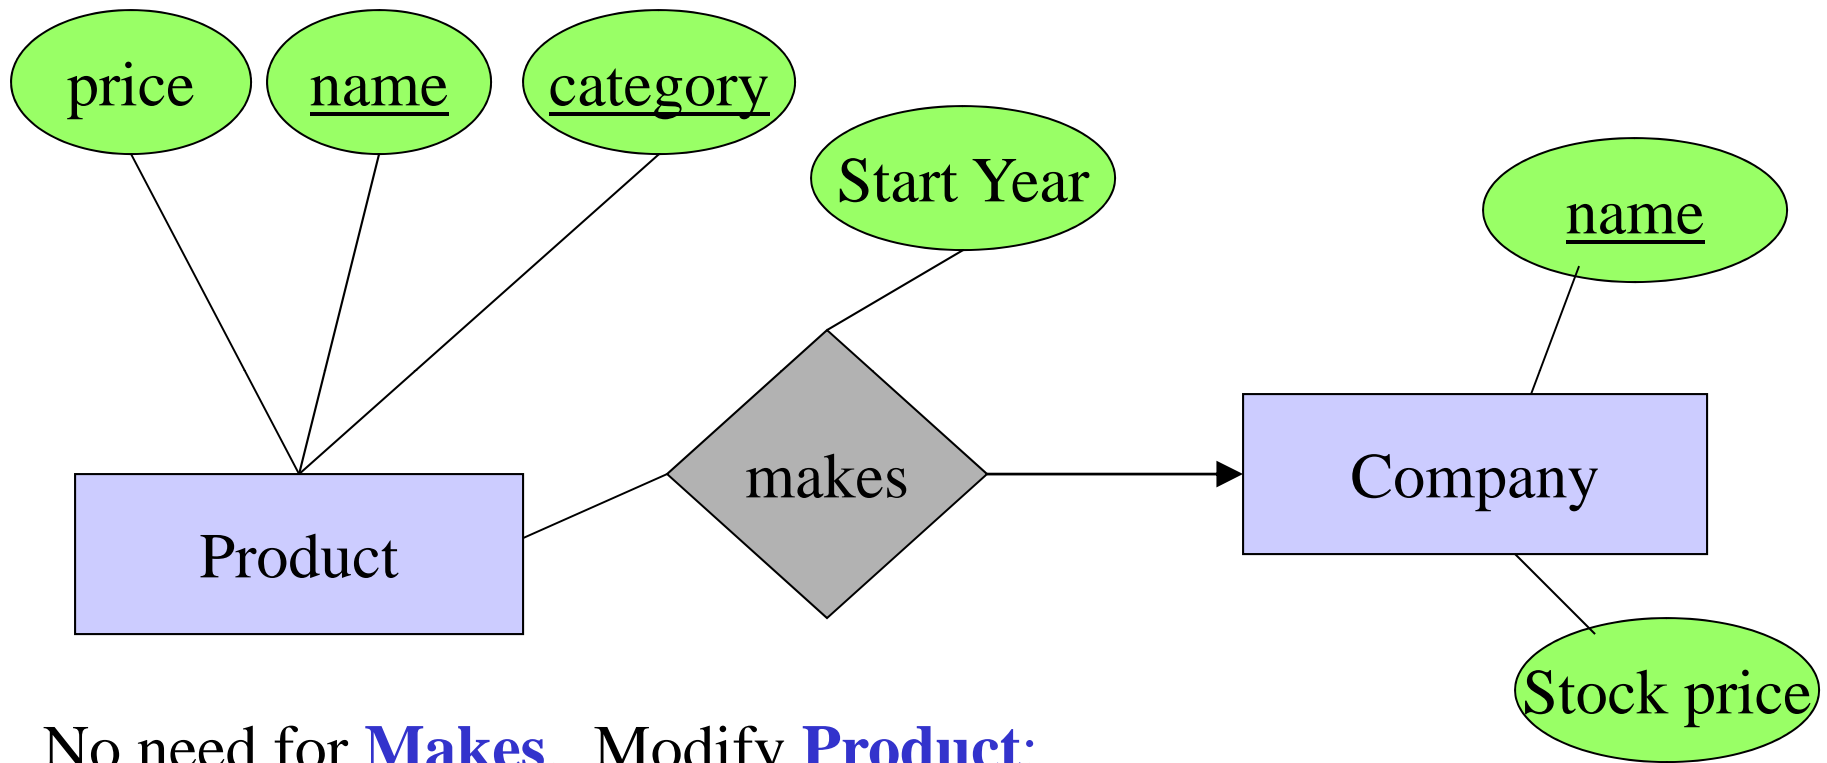 price
name
category
Start Year
name
makes
Company
Product
Stock price
No need for Makes   Modify Product: